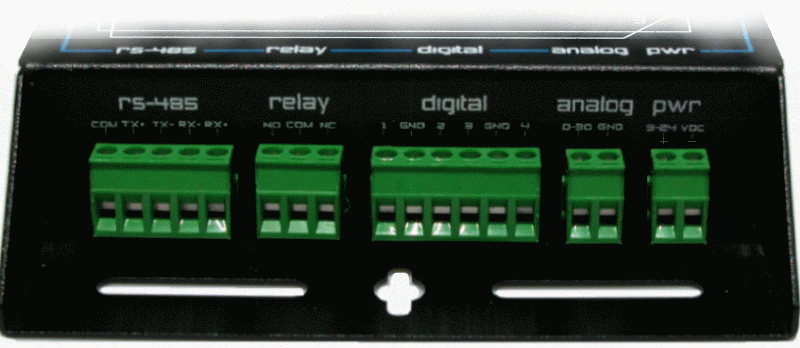 rs-485 relay digital analog pwr
rs-485 relay digital analog pwr
COM TX+ TX- RX- RX+ NO COM NC 1 GND 2 3 GND 4 0-30 GND 9-24 VDC
+ -